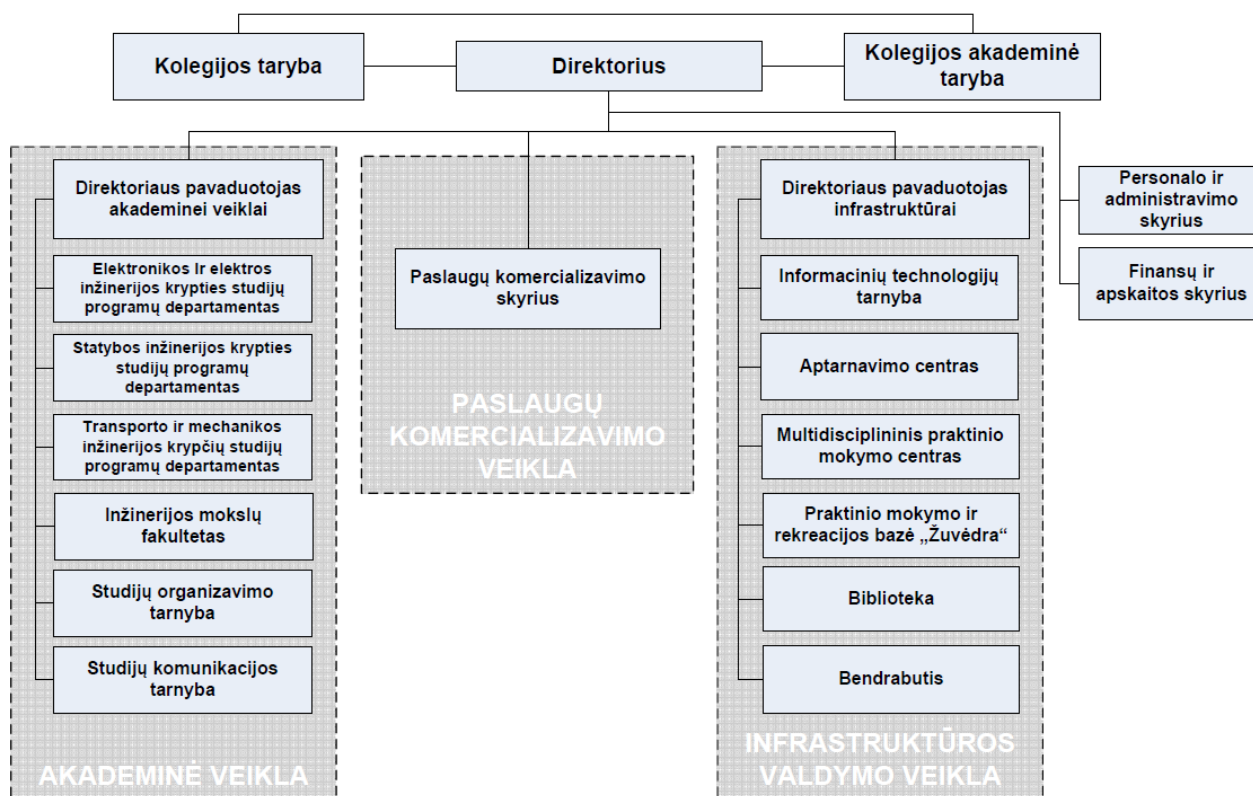 Kolegijos taryba
Direktorius
Kolegijos akademinė
taryba
Direktoriaus pavaduotojas
akademinei veiklai
Elektronikos Ir elektros
inžinerijos krypties studijų
programų departamentas
Statybos inžinerijos krypties
studijų programų
departamentas
Transporto ir mechanikos
inžinerijos krypčių studijų
programų departamentas
Inžinerijos mokslų
fakultetas
Studijų organizavimo
tarnyba
Studijų komunikacijos
tarnyba
AKADEMINĖ VEIKLA
Paslaugų komercializavimo
skyrius
PASLAUGŲ
KOMERCIALIZAVIMO
VEIKLA
Direktoriaus pavaduotojas
infrastruktūrai
Informacinių technologijų
tarnyba
Aptarnavimo centras
Multidisciplininis praktinio
mokymo centras
Praktinio mokymo ir
rekreacijos bazė „Žuvėdra“
Biblioteka
Bendrabutis
INFRASTRUKTŪROS
VALDYMO VEIKLA
Personalo ir
administravimo
skyrius
Finansų ir
apskaitos skyrius